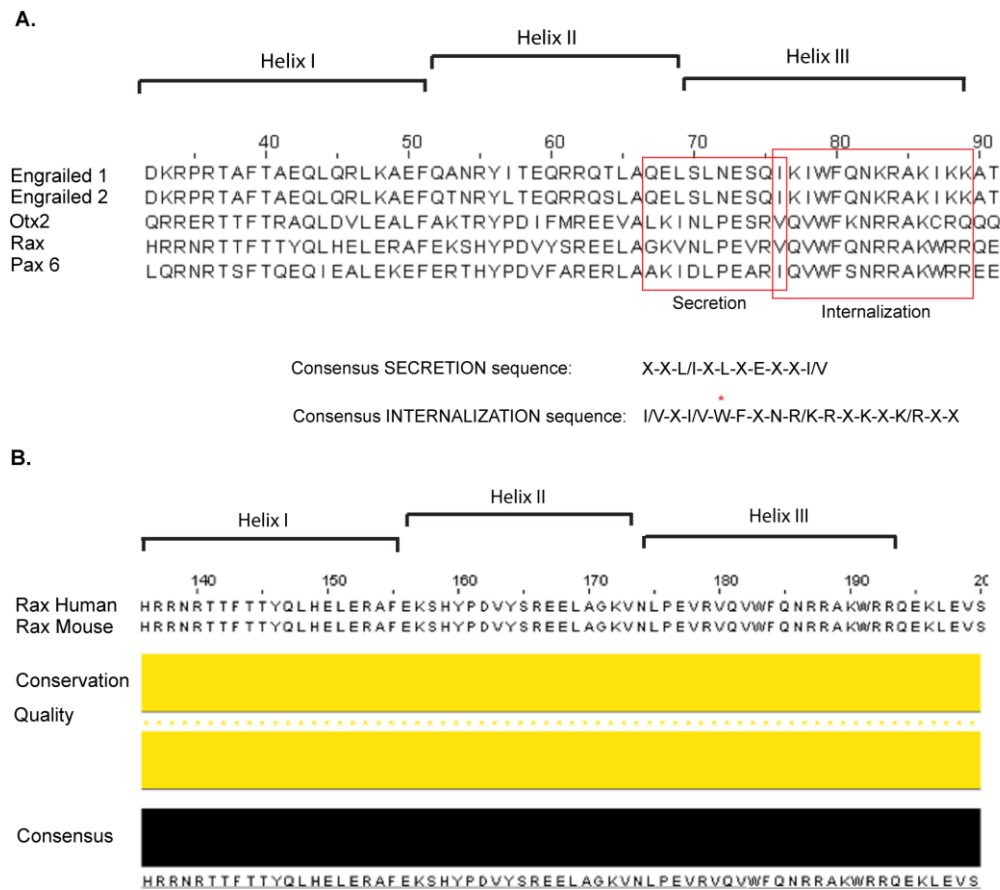 A.
Helix I Helix II Helix III
40 50 60 70 80 90
Engrailed 1 DKRPRTAFTAEQLQRLKAEFQANRYITEQRRQTLAQELSLNESQIKIWFQNKRAKIKKAT
Engrailed 2 DKRPRTAFTAEQLQRLKAEFQTNRYLTEQRRQSLAQELSLNESQIKIWFQNKRAKIKKAT
Otx2 QRRERTTFTRAQLDVLEALFAKTRYPDIFMREEVALKINLPESRVQVWFKNRRAKCRQQQ
Rax HRRNRTTFTTYQLHELERAFEKSHYPDVYSREELAGKVNLPEVRVQVWFQNRRAKWRRQE
Pax 6 LQRNRTSFTQEQIEALEKEFERTHYPDVFARERLAAKIDLPEARIQVWFSNRRAKWRREE
Secretion Internalization
Consensus SECRETION sequence: X-X-L/I-X-L-X-E-X-X-I/V
*
Consensus INTERNALIZATION sequence: I/V-X-I/V-W-F-X-N-R/K-R-X-K-X-K/R-X-X
B.
Helix I Helix II Helix III
140 150 160 170 180 190 20
Rax Human HRRNRTTFTTYQLHELERAFEKSHYPDVYSREELAGKVNLPEVRVQVWFQNRRAKWRRQEKLEVS
Rax Mouse HRRNRTTFTTYQLHELERAFEKSHYPDVYSREELAGKVNLPEVRVQVWFQNRRAKWRRQEKLEVS
Conservation
Quality
Consensus
HRRNRTTFTTYQLHELERAFEKSHYPDVYSREELAGKVNLPEVRVQVWFQNRRAKWRRQEKLEVS